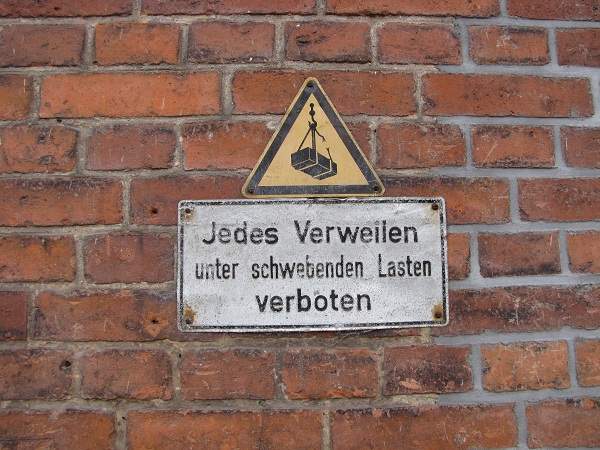 Jedes Verweilen
unter schwebenden Lasten
verboten